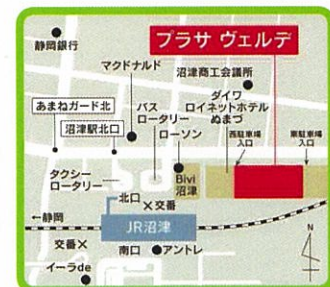 プラサ ヴェルデ
静岡銀行
マクドナルド
沼津商工会議所
あまねガード北
沼津駅北口
バス
ロータリー
ローソン
ダイワ
ロイネットホテル
ぬまづ
西駐車場
入口
東駐車場
入口
タクシー
ロータリー
Bivi
沼津
北口
×交番
←静岡
JR沼津
交番×
南口
アントレ
イーラde
N